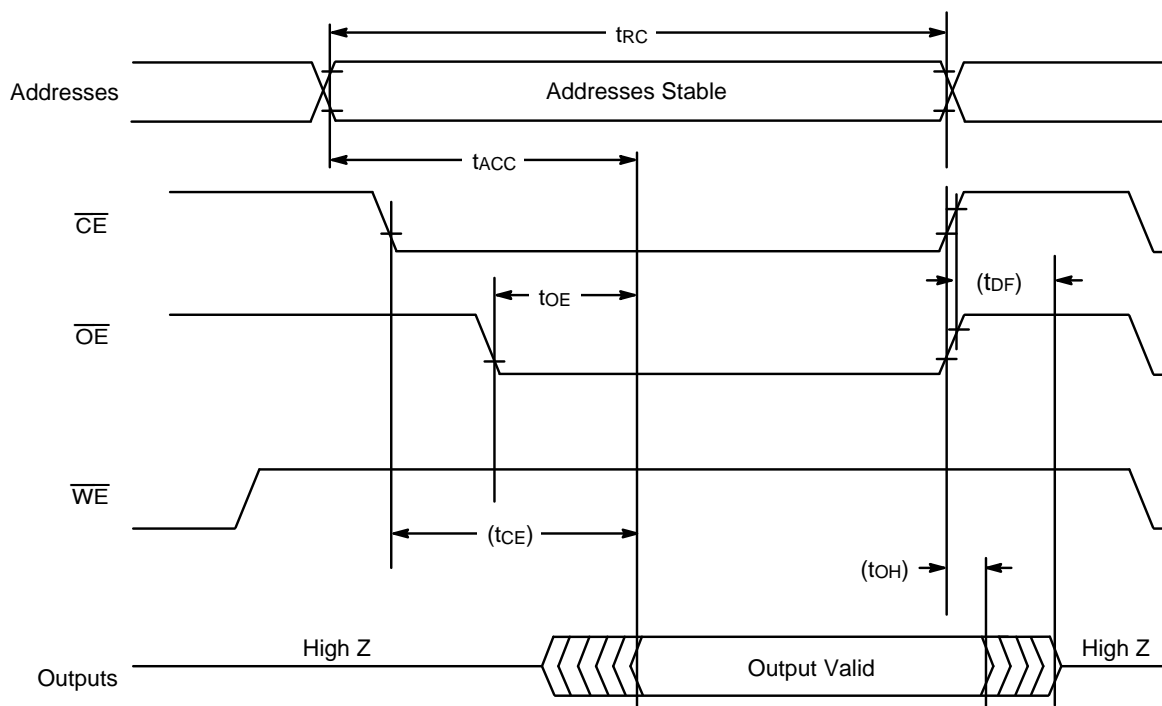 tRC
Addresses
Addresses Stable
tACC
CE
tOE
(tDF)
OE
WE
(tCE)
(tOH)
High Z
Output Valid
High Z
Outputs